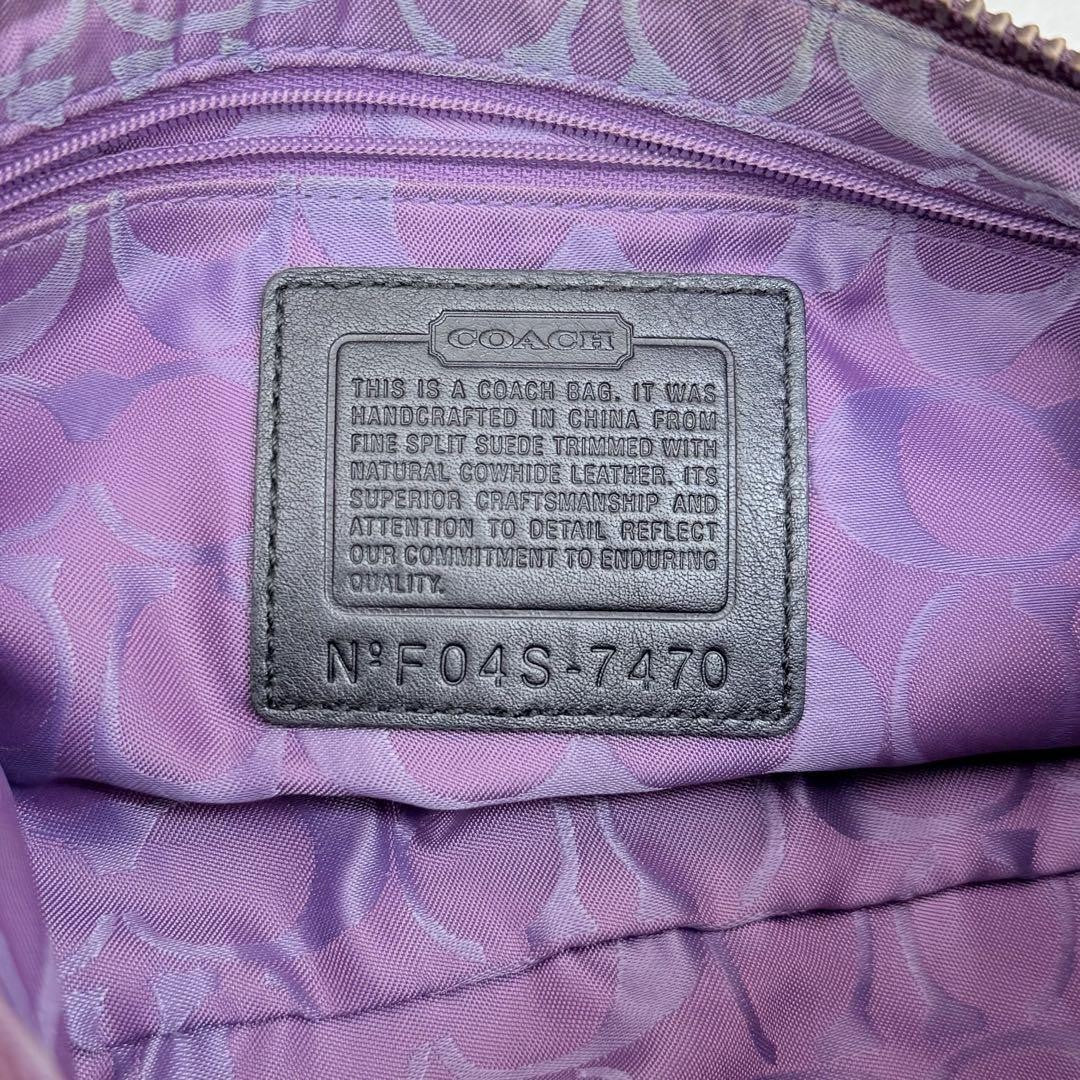 COACH
THIS IS A COACH BAG. IT WAS
HANDCRAFTED IN CHINA FROM
FINE SPLIT SUEDE TRIMMED WITH
NATURAL COWHIDE LEATHER. ITS
SUPERIOR CRAFTSMANSHIP AND
ATTENTION TO DETAIL REFLECT
OUR COMMITMENT TO ENDURING
QUALITY.
Nº F04S-7470